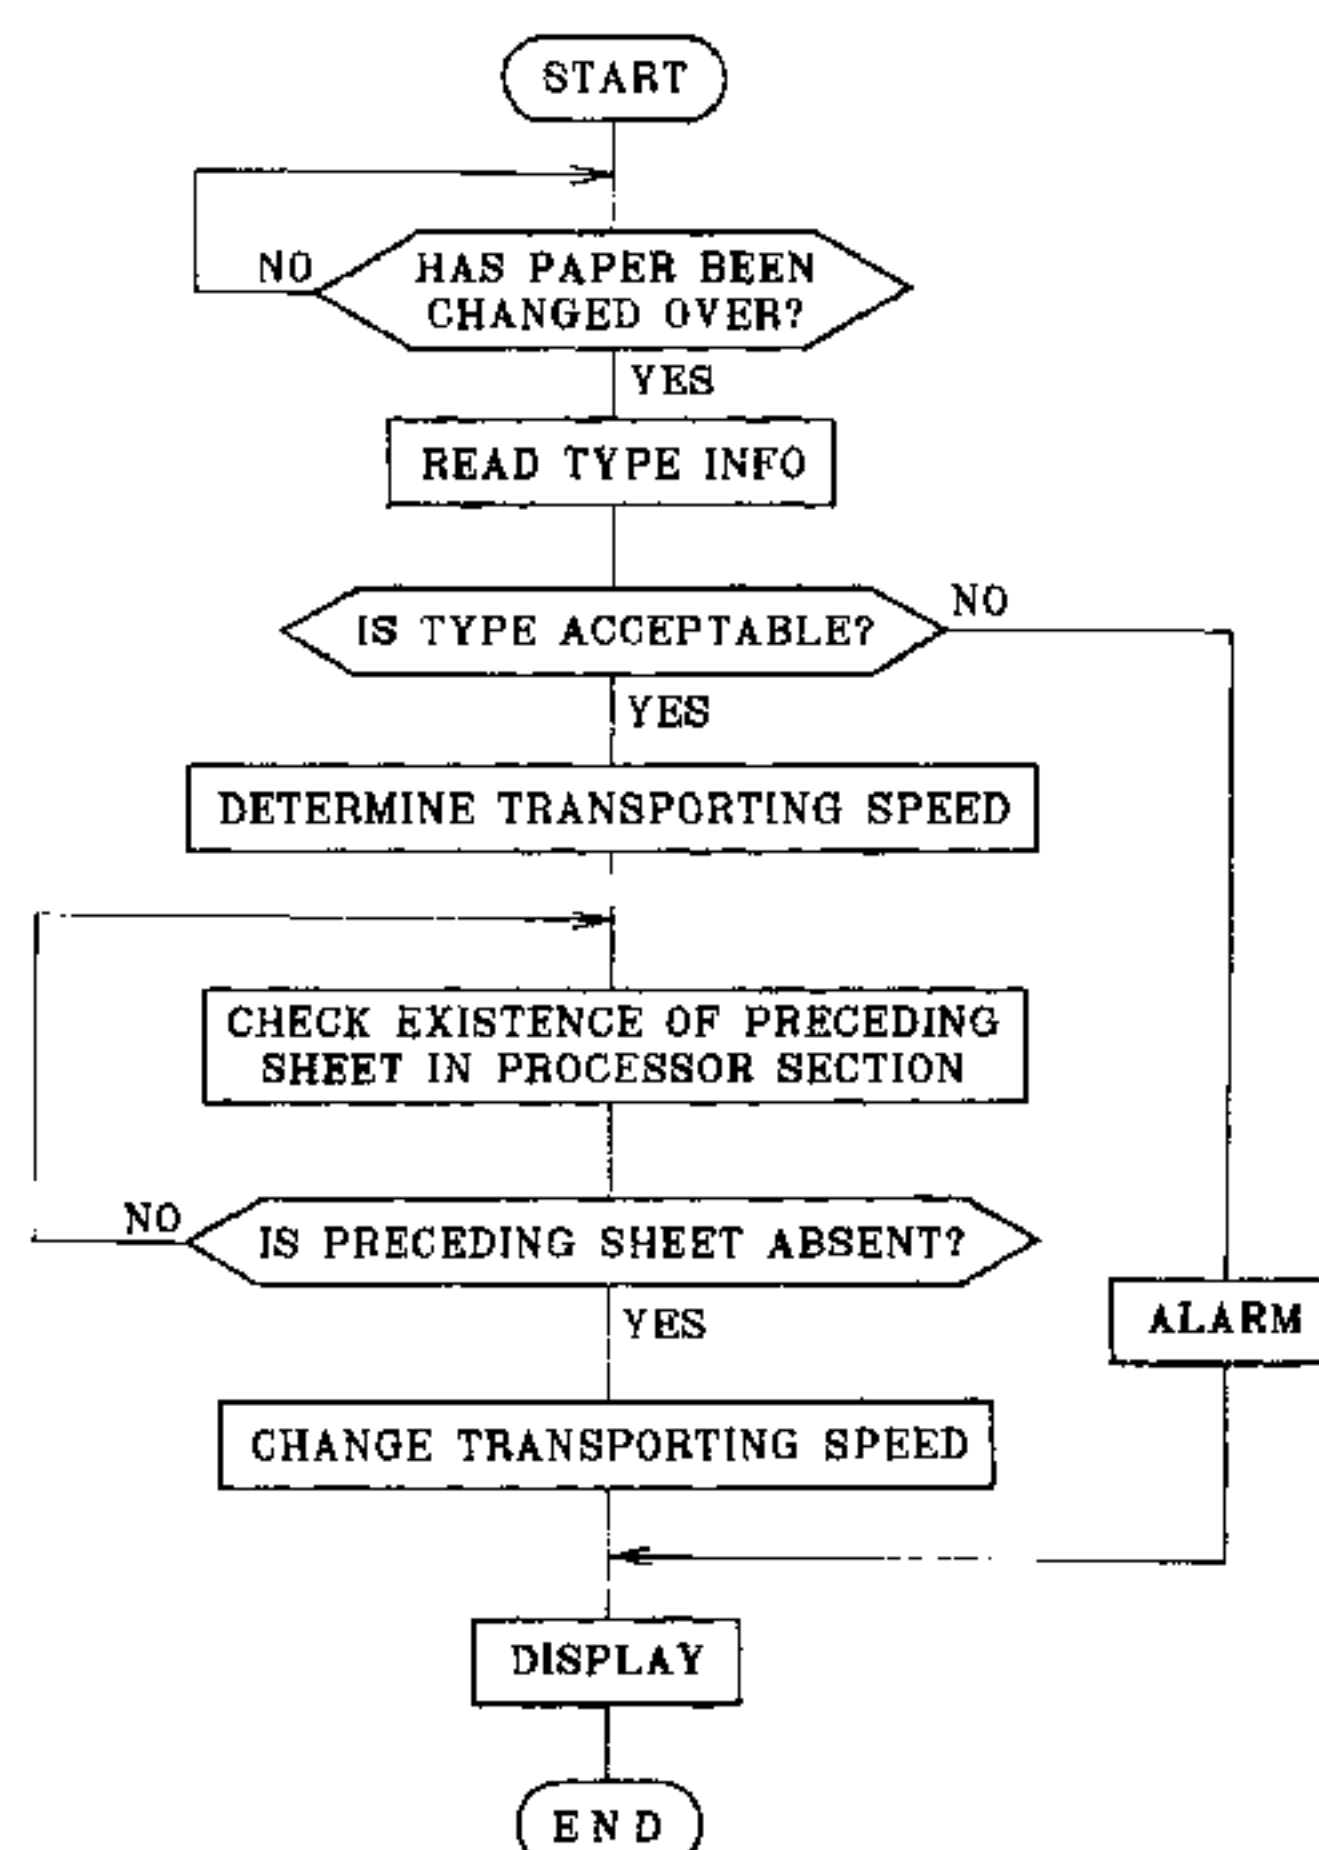 START
NO
HAS PAPER BEEN
CHANGED OVER?
YES
READ TYPE INFO
IS TYPE ACCEPTABLE?
NO
YES
DETERMINE TRANSPORTING SPEED
CHECK EXISTENCE OF PRECEDING
SHEET IN PROCESSOR SECTION
NO
IS PRECEDING SHEET ABSENT?
YES
ALARM
CHANGE TRANSPORTING SPEED
DISPLAY
END